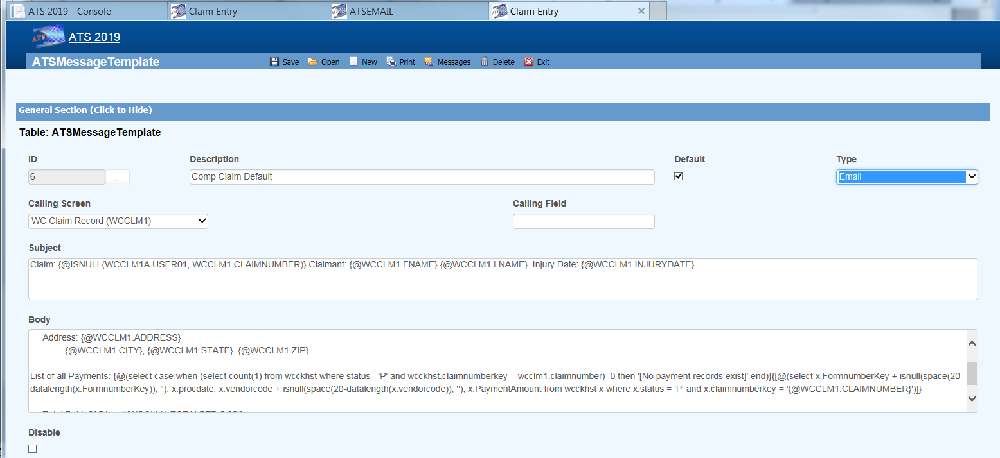 ATS 2019 - Console
Claim Entry
ATSEMAIL
Claim Entry
ATS 2019
ATSMessageTemplate
Save
Open
New
Print
Messages
Delete
Exit
General Section (Click to Hide)
Table: ATSMessageTemplate
ID
Description
Default
Type
6
...
Comp Claim Default
Email
Calling Screen
Calling Field
WC Claim Record (WCCLM1)
Subject
Claim: {@ISNULL(WCCLM1A.USER01, WCCLM1.CLAIMNUMBER)} Claimant: {@WCCLM1.FNAME} {@WCCLM1.LNAME}  Injury Date: {@WCCLM1.INJURYDATE}
Body
Address: {@WCCLM1.ADDRESS}
{@WCCLM1.CITY}, {@WCCLM1.STATE}  {@WCCLM1.ZIP}
List of all Payments: {@(select case when (select count(1) from wcckhst where status= 'P' and wcckhst.claimnumberkey = wcclm1.claimnumber)=0 then '[No payment records exist]' end)}{[@(select x.FormnumberKey + isnull(space(20-
datalength(x.FormnumberKey)), ''), x.procdate, x.vendorcode + isnull(space(20-datalength(x.vendorcode)), ''), x.PaymentAmount from wcckhst x where x.status = 'P' and x.claimnumberkey = '{@WCCLM1.CLAIMNUMBER}')]}
Disable